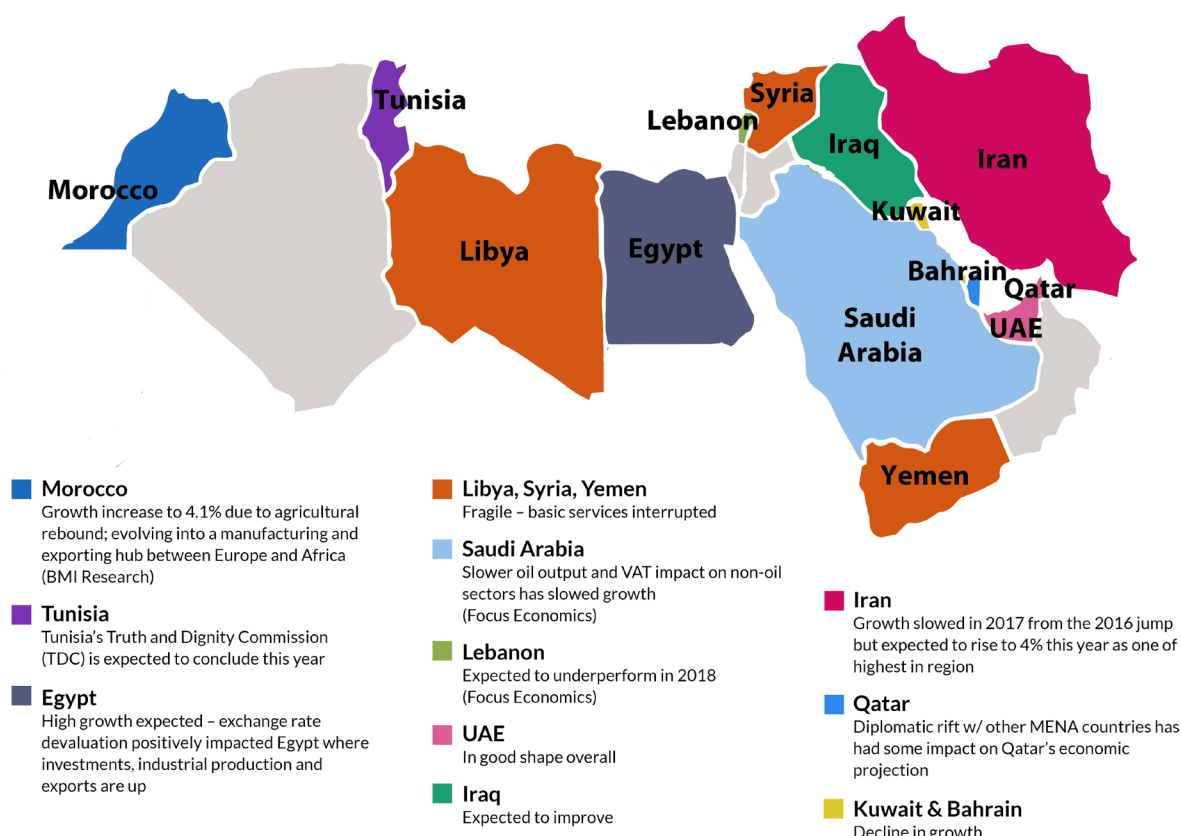 Tunisia
Morocco
Libya
Egypt
Lebanon
Syria
Iraq
Iran
Kuwait
Bahrain
Qatar
UAE
Saudi
Arabia
Yemen
Morocco
Growth increase to 4.1% due to agricultural
rebound; evolving into a manufacturing and
exporting hub between Europe and Africa
(BMI Research)
Tunisia
Tunisia's Truth and Dignity Commission
(TDC) is expected to conclude this year
Egypt
High growth expected – exchange rate
devaluation positively impacted Egypt where
investments, industrial production and
exports are up
Libya, Syria, Yemen
Fragile – basic services interrupted
Saudi Arabia
Slower oil output and VAT impact on non-oil
sectors has slowed growth
(Focus Economics)
Lebanon
Expected to underperform in 2018
(Focus Economics)
UAE
In good shape overall
Iraq
Expected to improve
Iran
Growth slowed in 2017 from the 2016 jump
but expected to rise to 4% this year as one of
highest in region
Qatar
Diplomatic rift w/ other MENA countries has
had some impact on Qatar's economic
projection
Kuwait & Bahrain
Decline in growth